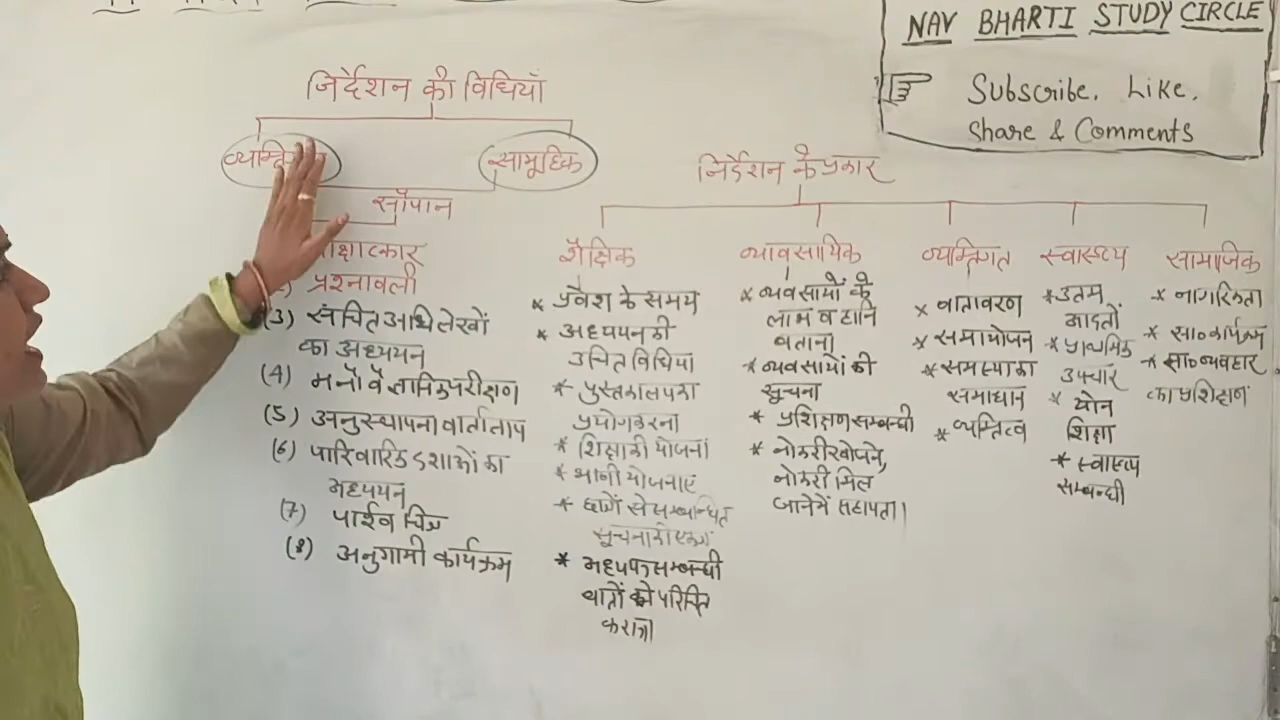 NAV BHARTI STUDY CIRCLE
Subscribe, Like,
Share & Comments
निर्देशन की विधियाँ
सामूहिक
सोपान
प्रश्नावली
(3) संचित अभिलेखों
का अध्ययन
(4) मनोवैज्ञानिक परीक्षण
(5) अनुस्थापना वार्तालाप
(6) पारिवारिक दशाओं का
अध्ययन
(7) पार्श्व चित्र
(8) अनुगामी कार्यक्रम
निर्देशन के प्रकार
शैक्षिक
* प्रवेश के समय
* अध्ययन की
उचित विधियां
* पुस्तकालय का
प्रयोग करना
* शिक्षा की योजना
* भावी योजनाएं
* छात्रों से सम्बन्धित
* अध्यापक सम्बन्धी
बातों को परिचित
कराना
व्यावसायिक
* व्यवसायों के
लाभ व हानि
बताना
* व्यवसायों की
सूचना
* प्रशिक्षण सम्बन्धी
* नौकरी खोजने,
नौकरी मिल
जाने में सहायता।
व्यक्तिगत
* वातावरण
* समायोजन
* समस्या का
समाधान
* व्यक्तित्व
स्वास्थ्य
* उत्तम
आदतों
* प्राथमिक
उपचार
* यौन
शिक्षा
* स्वास्थ्य
सम्बन्धी
सामाजिक
* नागरिकता
* सा० कार्यक्रम
* सा० व्यवहार
का प्रशिक्षण